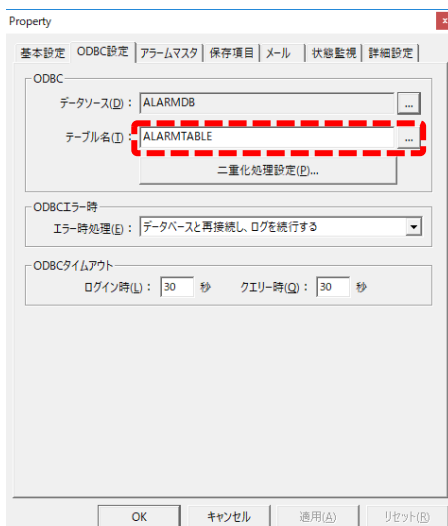 Property x
基本設定 ODBC設定 アラームマスタ 保存項目 メール 状態監視 詳細設定
ODBC
データソース(D)： ALARMDB ...
テーブル名(T)： ALARMTABLE ...
二重化処理設定(P)...
ODBCエラー時
エラー時処理(E)： データベースと再接続し、ログを続行する
ODBCタイムアウト
ログイン時(L)： 30 秒 クエリー時(Q)： 30 秒
OK キャンセル 適用(A) リセット(R)